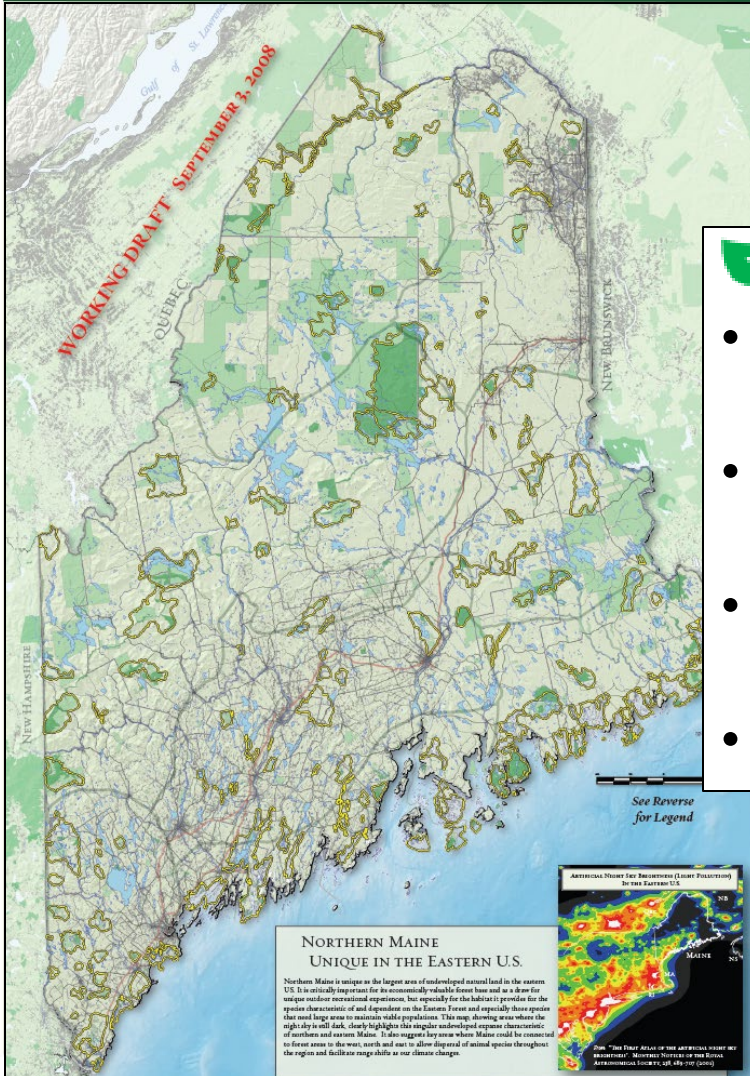 Gulf of St. Lawrence
WORKING DRAFT SEPTEMBER 3, 2008
QUEBEC
NEW BRUNSWICK
NEW HAMPSHIRE
See Reverse
for Legend
ARTIFICIAL NIGHT SKY BRIGHTNESS (LIGHT POLLUTION)
IN THE EASTERN U.S.
NB
MAINE
NS
MA
From "THE FIRST ATLAS OF THE ARTIFICIAL NIGHT SKY
BRIGHTNESS". MONTHLY NOTICES OF THE ROYAL
ASTRONOMICAL SOCIETY, 328, 689-707 (2001)
NORTHERN MAINE
UNIQUE IN THE EASTERN U.S.
Northern Maine is unique as the largest area of undeveloped natural land in the eastern
US. It is critically important for its economically-valuable forest base and as a draw for
unique outdoor recreational experiences, but especially for the habitat it provides for the
species characteristic of and dependent on the Eastern Forest and especially those species
that need large areas to maintain viable populations. This map, showing areas where the
night sky is still dark, clearly highlights this singular undeveloped expanse characteristic
of northern and eastern Maine. It also suggests key areas where Maine could be connected
to forest areas to the west, north and east to allow dispersal of animal species throughout
the region and facilitate range shifts as our climate changes.